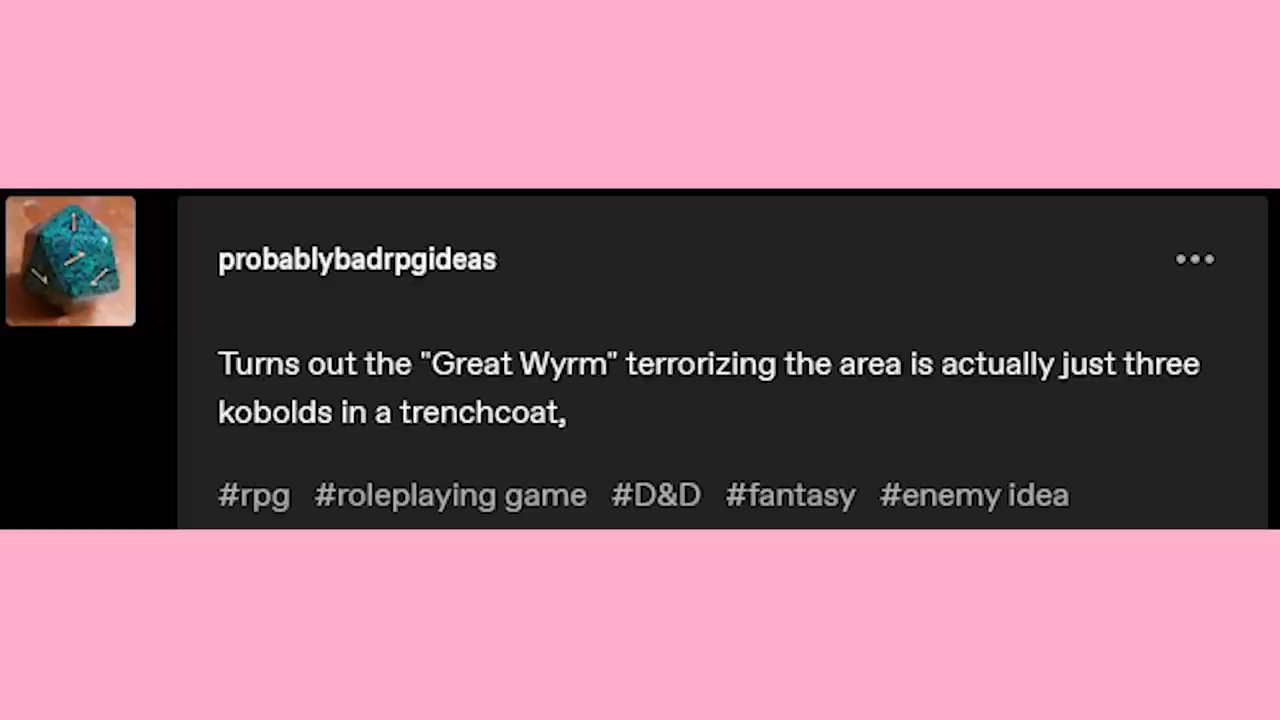 probablybadrpgideas
Turns out the "Great Wyrm" terrorizing the area is actually just three
kobolds in a trenchcoat,
#rpg #roleplaying game #D&D #fantasy #enemy idea